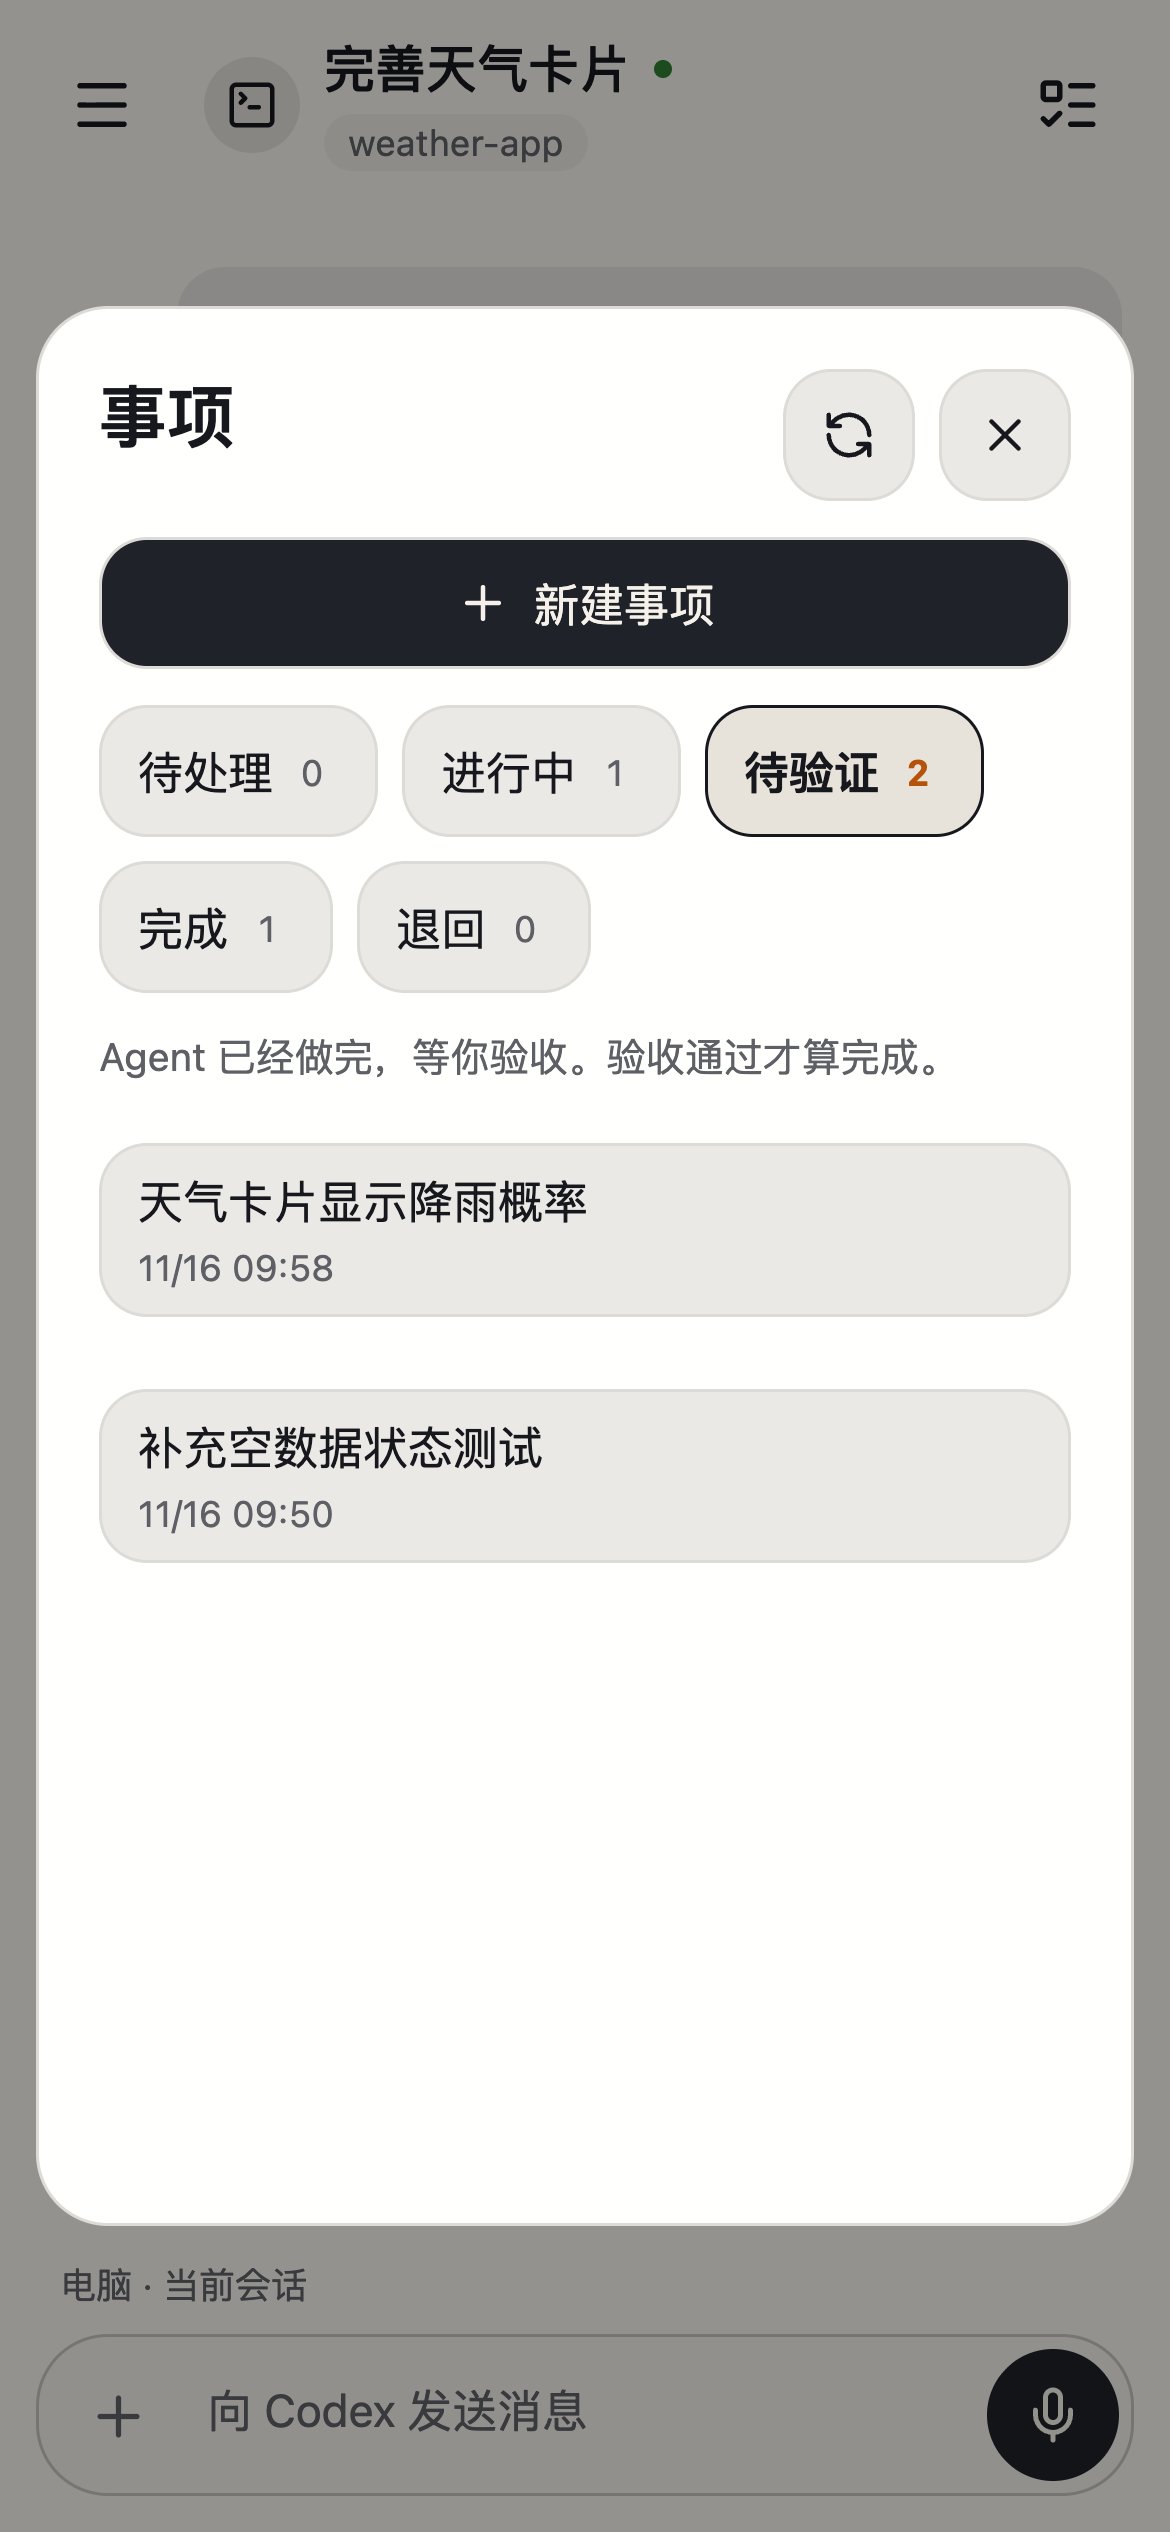 完善天气卡片
weather-app
事项
新建事项
待处理 0
进行中 1
待验证 2
完成 1
退回 0
Agent 已经做完，等你验收。验收通过才算完成。
天气卡片显示降雨概率
11/16 09:58
补充空数据状态测试
11/16 09:50
电脑 · 当前会话
向 Codex 发送消息